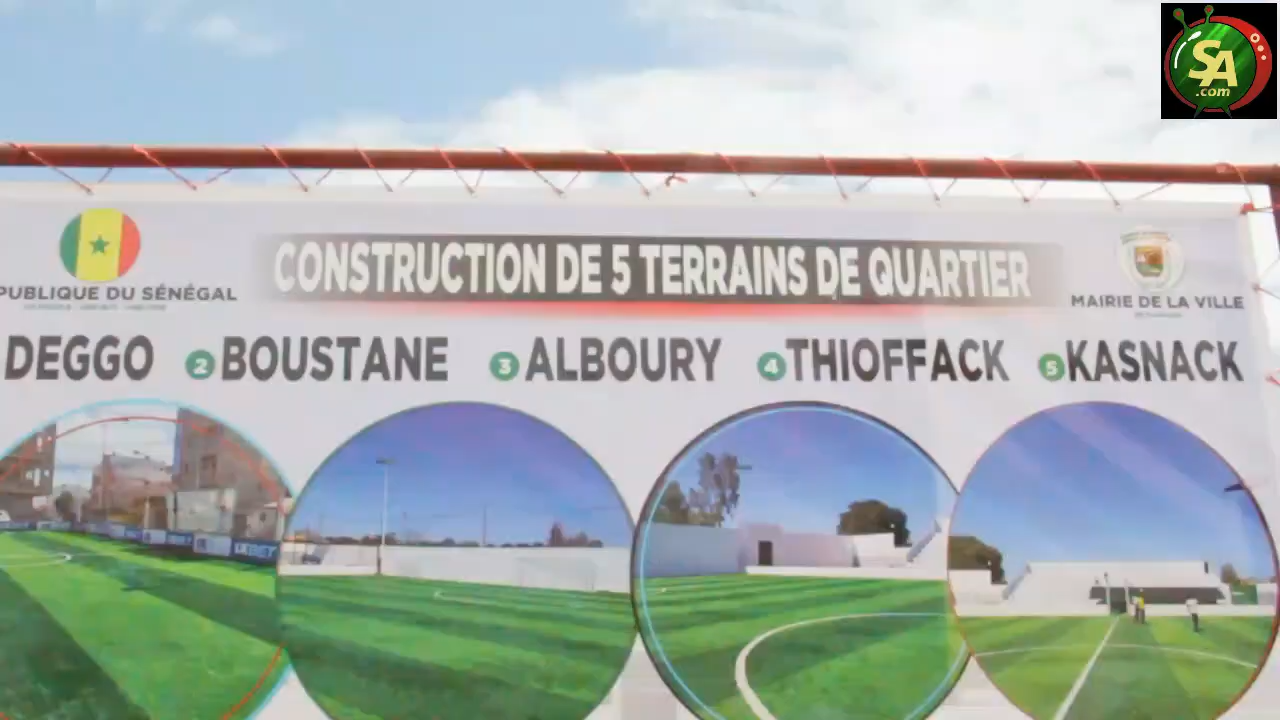 SA
.com
CONSTRUCTION DE 5 TERRAINS DE QUARTIER
PUBLIQUE DU SÉNÉGAL
MAIRIE DE LA VILLE
DEGGO 2 BOUSTANE 3 ALBOURY 4 THIOFFACK 5 KASNACK